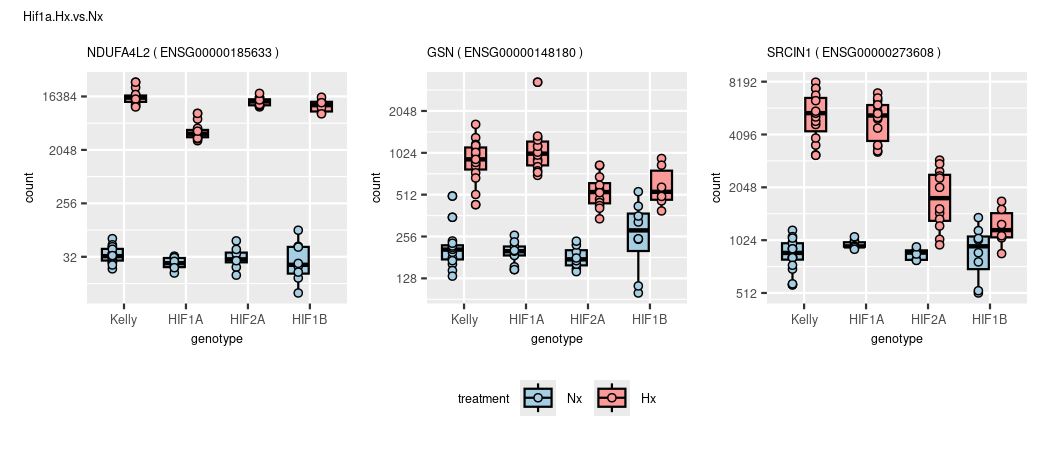 Hif1a.Hx.vs.Nx
NDUFA4L2 ( ENSG00000185633 )
16384
2048
256
32
count
Kelly HIF1A HIF2A HIF1B
genotype
GSN ( ENSG00000148180 )
2048
1024
512
256
128
count
Kelly HIF1A HIF2A HIF1B
genotype
SRCIN1 ( ENSG00000273608 )
8192
4096
2048
1024
512
count
Kelly HIF1A HIF2A HIF1B
genotype
treatment Nx Hx